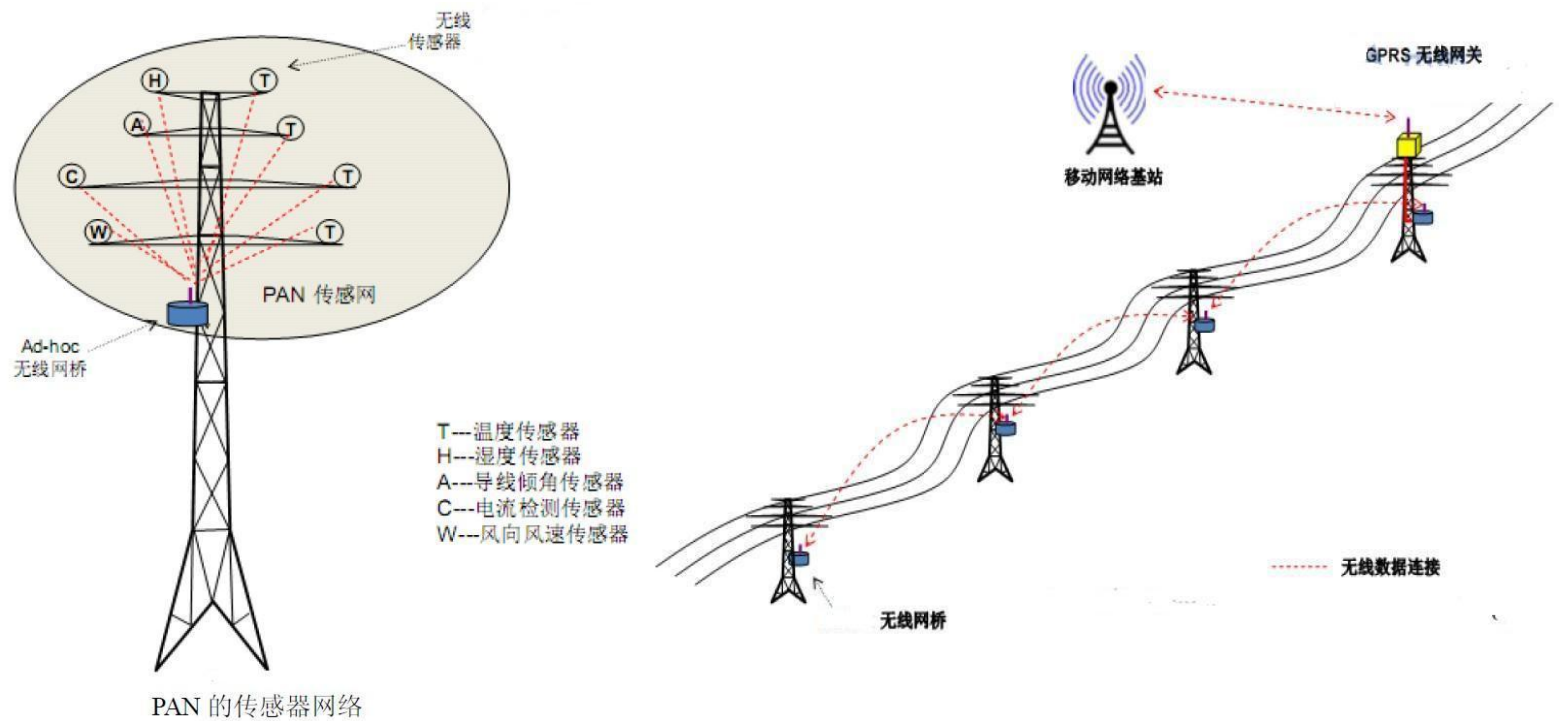 无线
传感器
H
T
A
T
C
T
W
T
PAN 传感网
Ad-hoc
无线网桥
T---温度传感器
H---湿度传感器
A---导线倾角传感器
C---电流检测传感器
W---风向风速传感器
PAN 的传感器网络
GPRS 无线网关
移动网络基站
无线数据连接
无线网桥